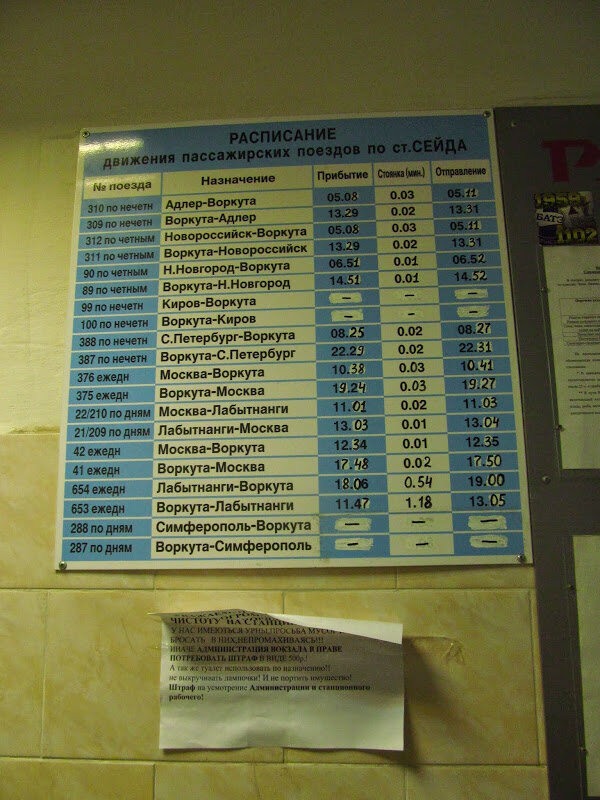 РАСПИСАНИЕ
движения пассажирских поездов по ст.СЕЙДА
№ поезда Назначение Прибытие Стоянка (мин.) Отправление
310 по нечетн Адлер-Воркута 05.08 0.03 05.11
309 по нечетн Воркута-Адлер 13.29 0.02 13.31
312 по четным Новороссийск-Воркута 05.08 0.03 05.11
311 по четным Воркута-Новороссийск 13.29 0.02 13.31
90 по четным Н.Новгород-Воркута 06.51 0.01 06.52
89 по четным Воркута-Н.Новгород 14.51 0.01 14.52
99 по нечетн Киров-Воркута – – –
100 по нечетн Воркута-Киров – – –
388 по нечетн С.Петербург-Воркута 08.25 0.02 08.27
387 по нечетн Воркута-С.Петербург 22.29 0.02 22.31
376 ежедн Москва-Воркута 10.38 0.03 10.41
375 ежедн Воркута-Москва 19.24 0.03 19.27
22/210 по дням Москва-Лабытнанги 11.01 0.02 11.03
21/209 по дням Лабытнанги-Москва 13.03 0.01 13.04
42 ежедн Москва-Воркута 12.34 0.01 12.35
41 ежедн Воркута-Москва 17.48 0.02 17.50
654 ежедн Лабытнанги-Воркута 18.06 0.54 19.00
653 ежедн Воркута-Лабытнанги 11.47 1.18 13.05
288 по дням Симферополь-Воркута – – –
287 по дням Воркута-Симферополь – – –
БАТЭ
ЧИСТОТУ НА
У НАС ИМЕЮТЬСЯ УРНЫ,ПРОСЬБА
БРОСАТЬ В НИХ,НЕПРОМАХИВАЯСЬ!!!
ИНАЧЕ АДМИНИСТРАЦИЯ ВОКЗАЛА В ПРАВЕ
ПОТРЕБОВАТЬ ШТРАФ В ВИДЕ 500р.!
А так же туалет использовать по назначению!!
не выкручивать лампочки! И не портить имущество!
Штраф на усмотрение Администрации и станционного
рабочего!